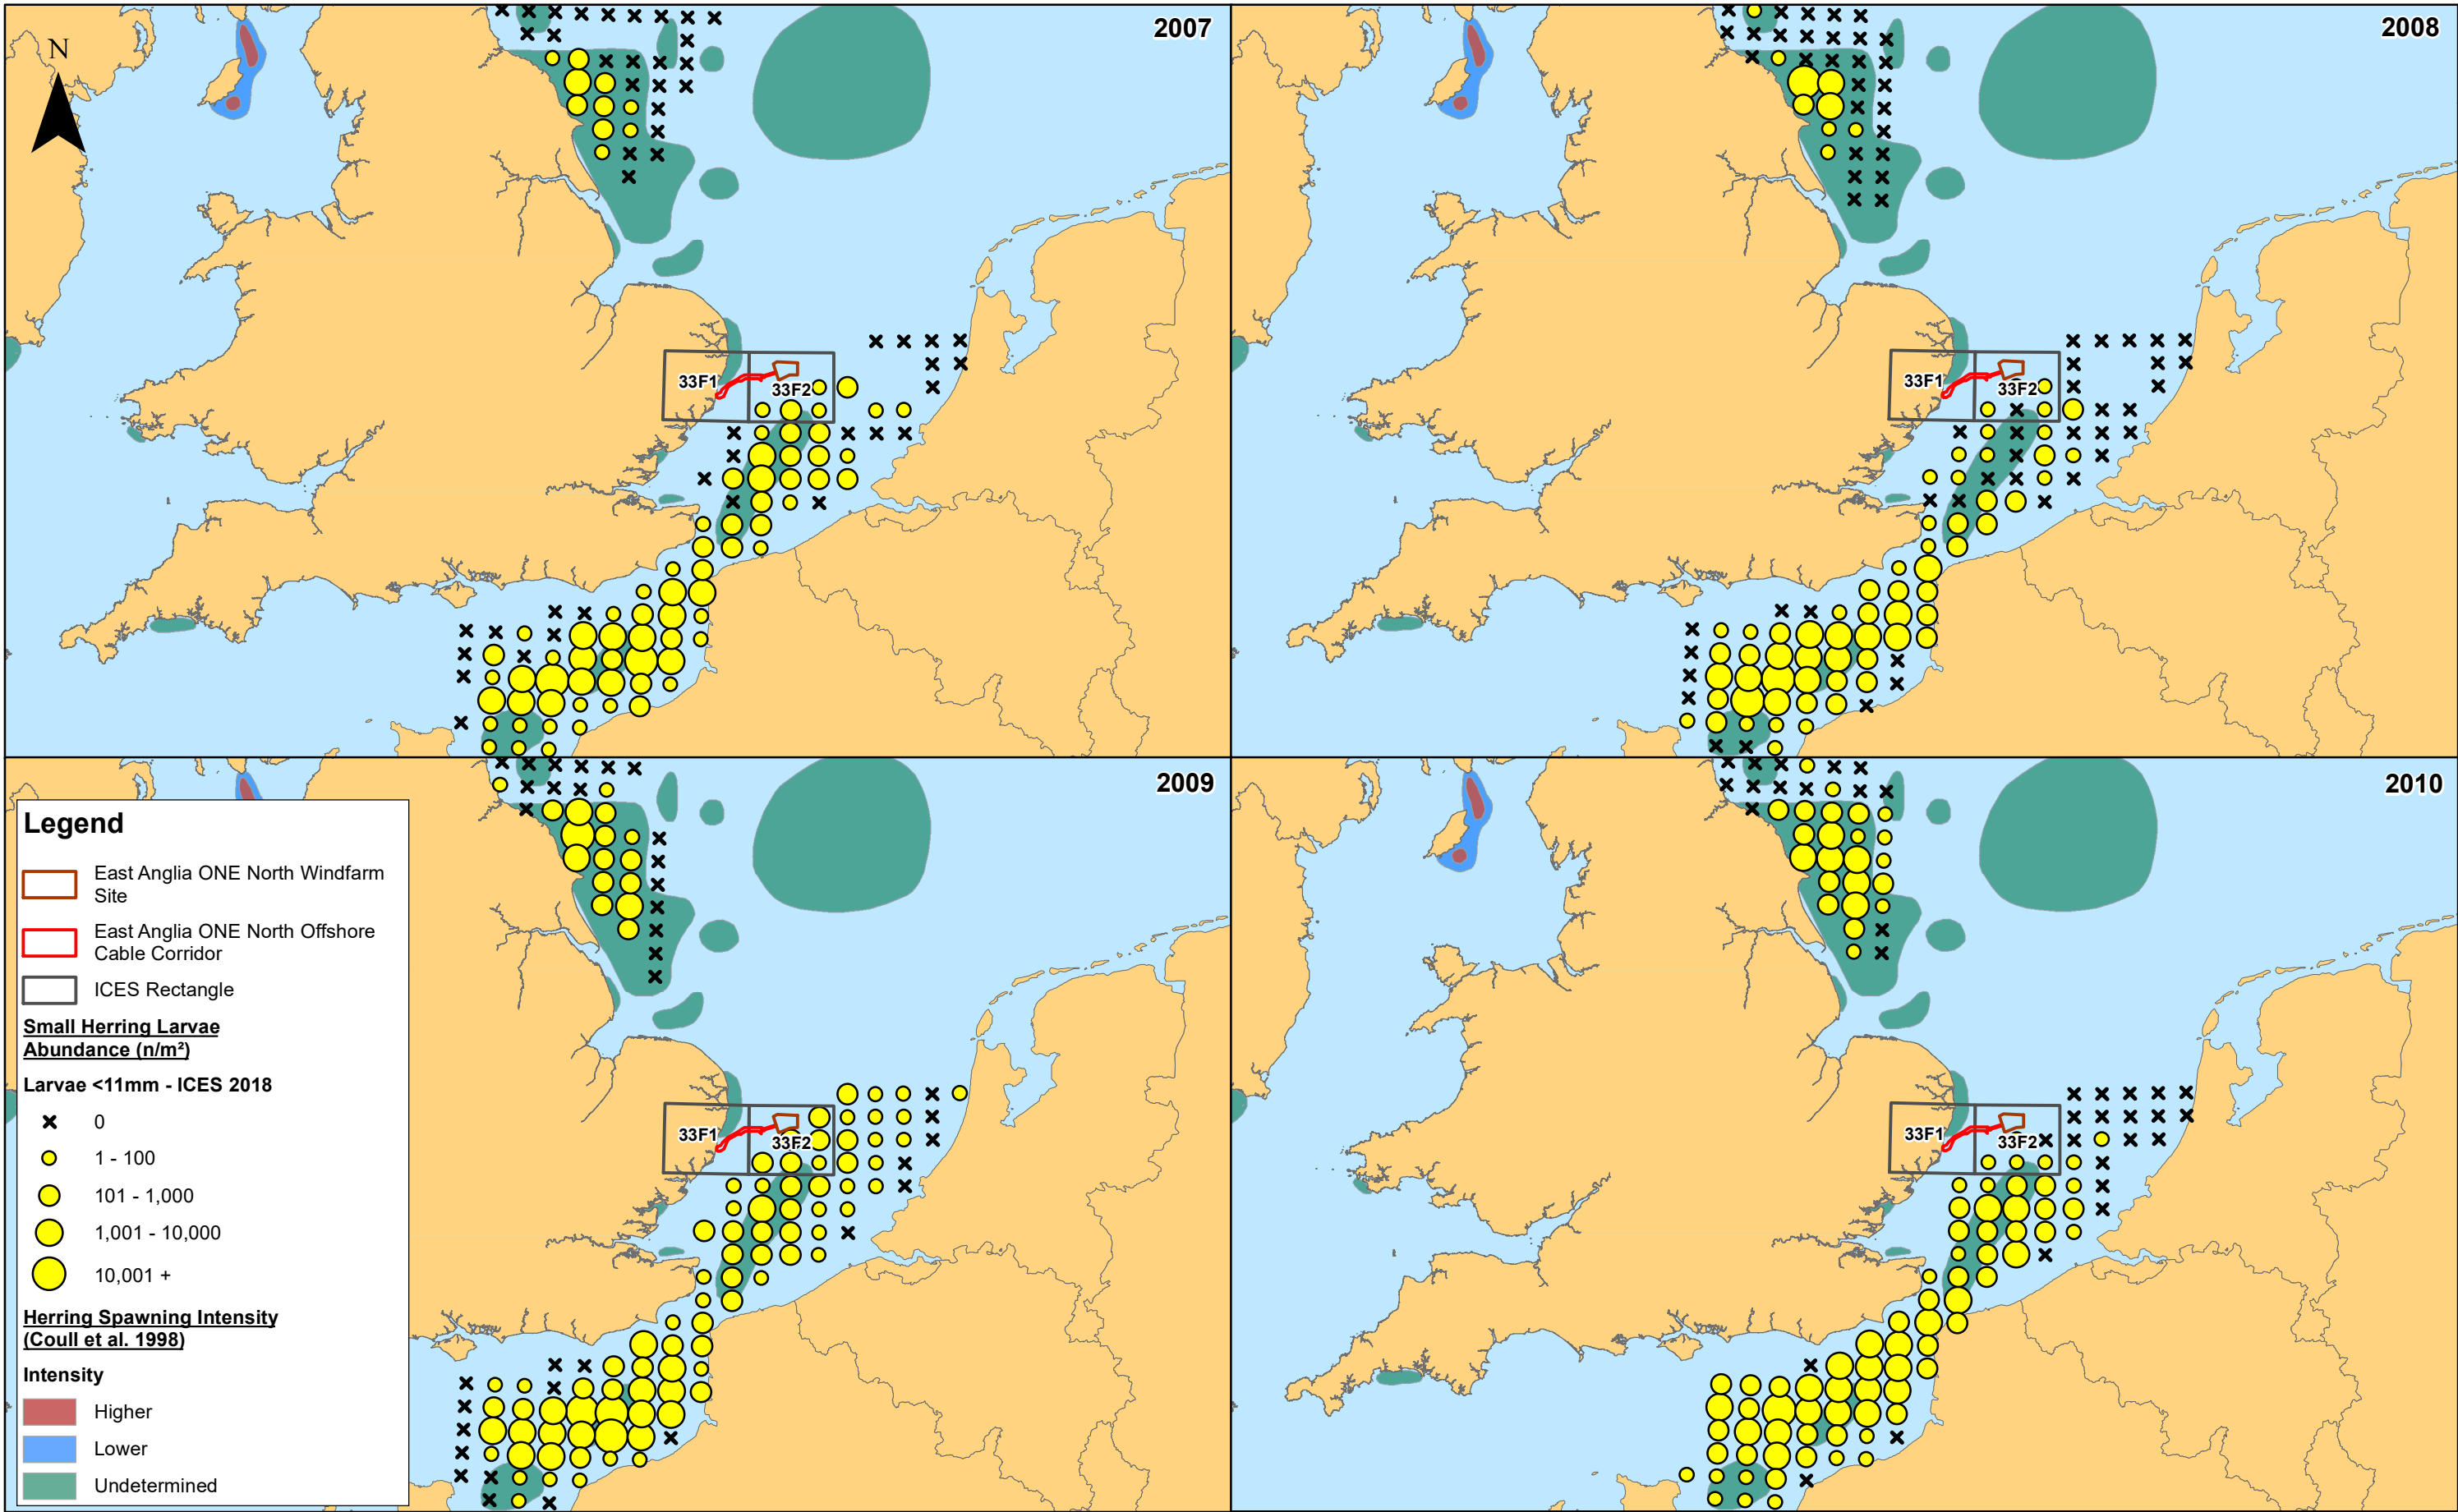 N
2007
33F1
33F2
2008
33F1
33F2
2009
33F1
33F2
2010
33F1
33F2
Legend
East Anglia ONE North Windfarm
Site
East Anglia ONE North Offshore
Cable Corridor
ICES Rectangle
Small Herring Larvae
Abundance (n/m²)
Larvae <11mm - ICES 2018
0
1 - 100
101 - 1,000
1,001 - 10,000
10,001 +
Herring Spawning Intensity
(Coull et al. 1998)
Intensity
Higher
Lower
Undetermined